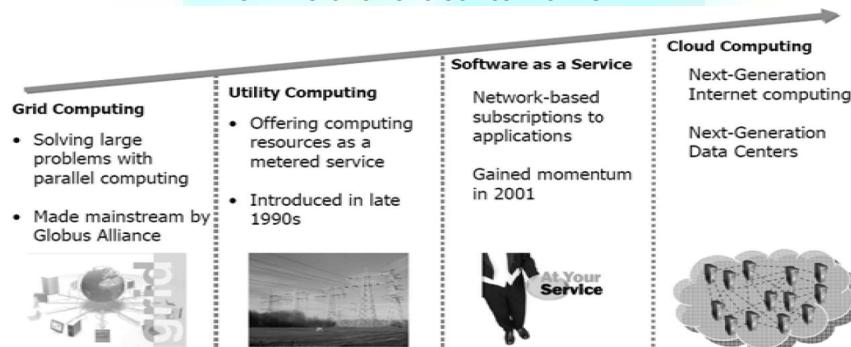 Grid Computing
• Solving large
problems with
parallel computing
• Made mainstream by
Globus Alliance
grid
Utility Computing
• Offering computing
resources as a
metered service
• Introduced in late
1990s
Software as a Service
Network-based
subscriptions to
applications
Gained momentum
in 2001
At Your
Service
Cloud Computing
Next-Generation
Internet computing
Next-Generation
Data Centers